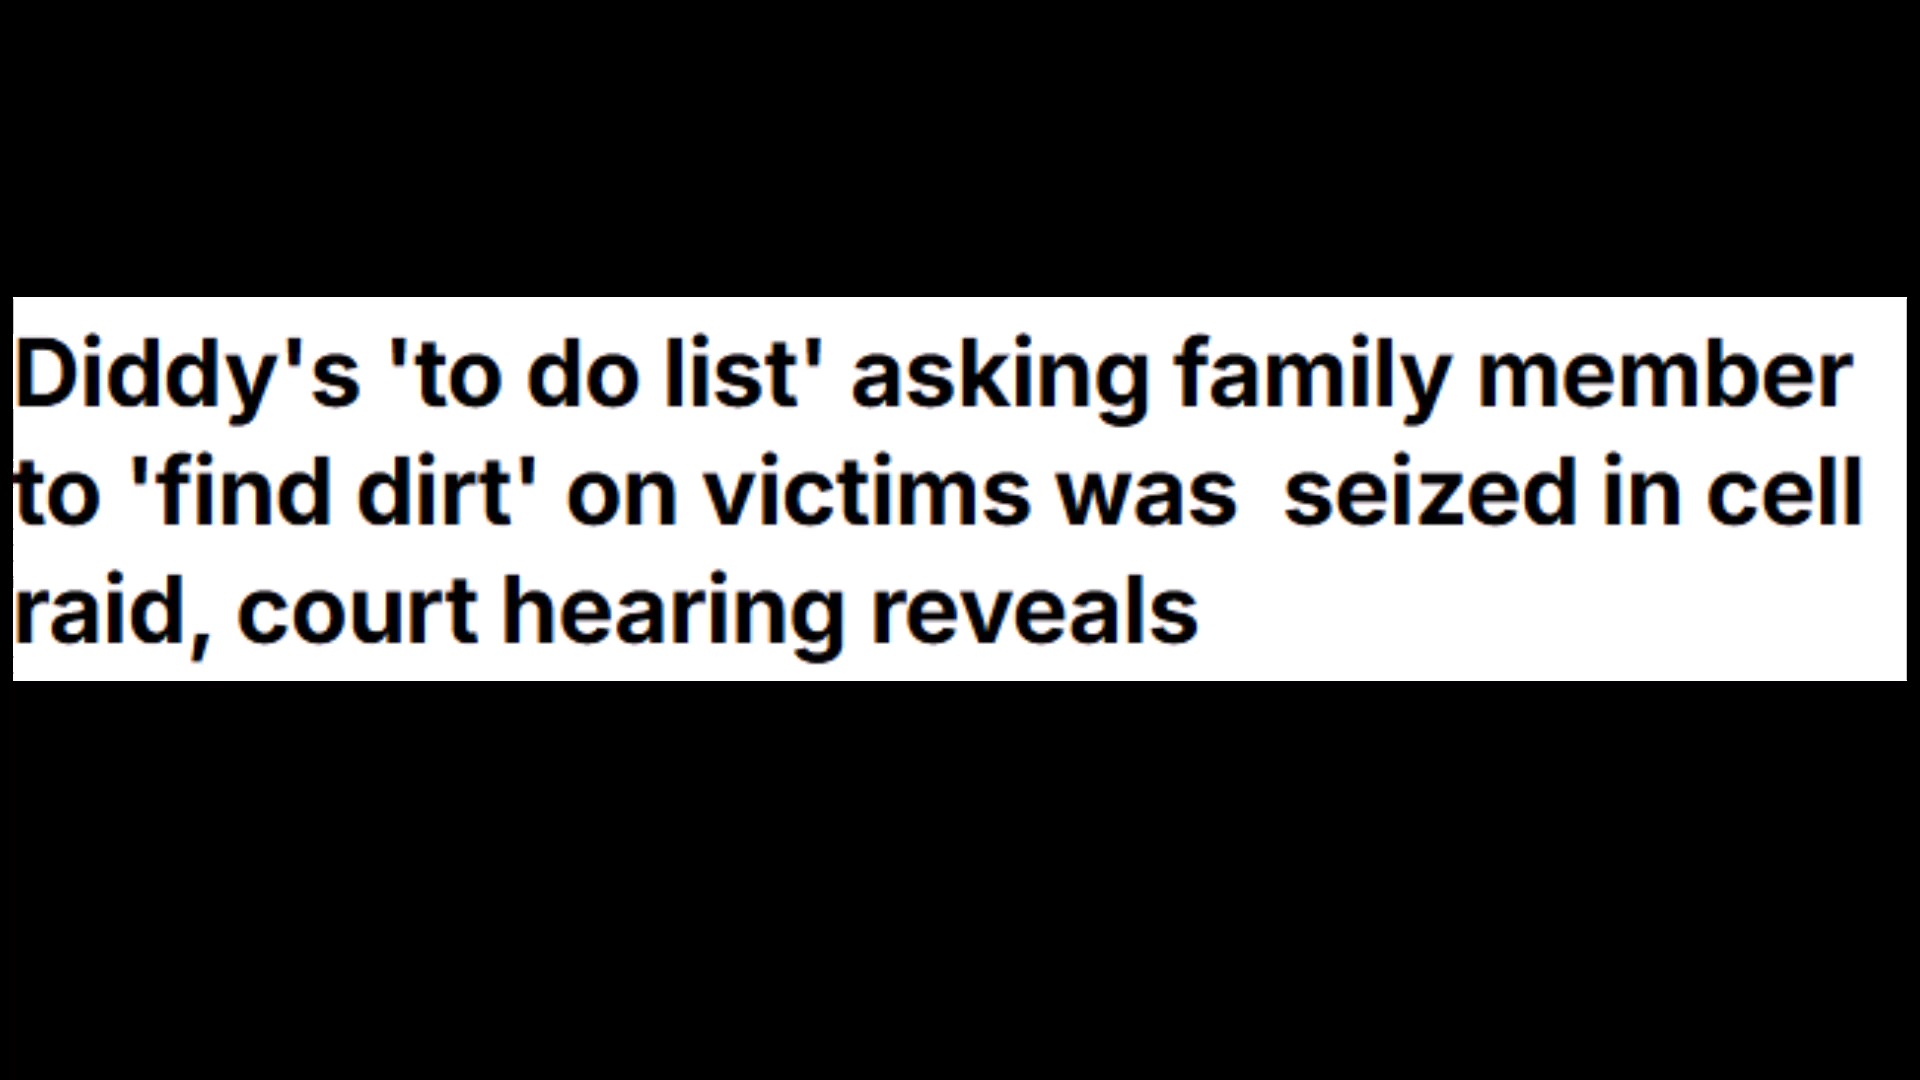 Diddy's 'to do list' asking family member
to 'find dirt' on victims was  seized in cell
raid, court hearing reveals